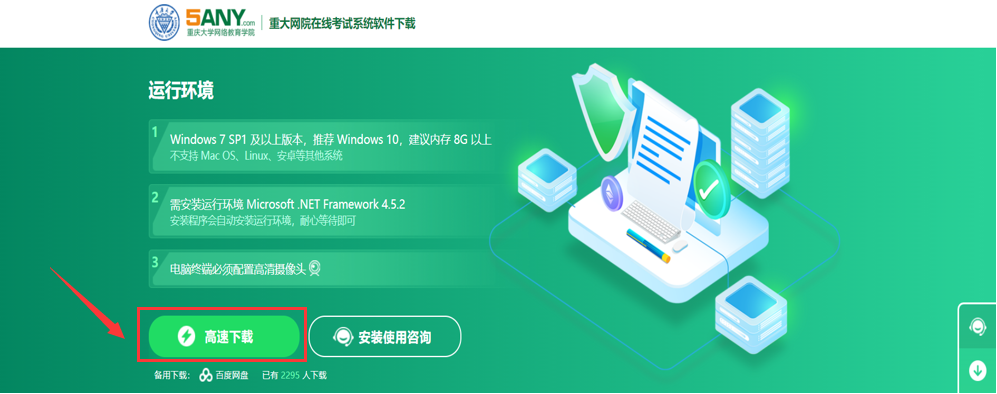 5ANY.com
重庆大学网络教育学院
重大网院在线考试系统软件下载
运行环境
1
Windows 7 SP1 及以上版本，推荐 Windows 10，建议内存 8G 以上
不支持 Mac OS、Linux、安卓等其他系统
2
需安装运行环境 Microsoft .NET Framework 4.5.2
安装程序会自动安装运行环境，耐心等待即可
3
电脑终端必须配置高清摄像头
高速下载
安装使用咨询
备用下载： 百度网盘 已有 2295 人下载